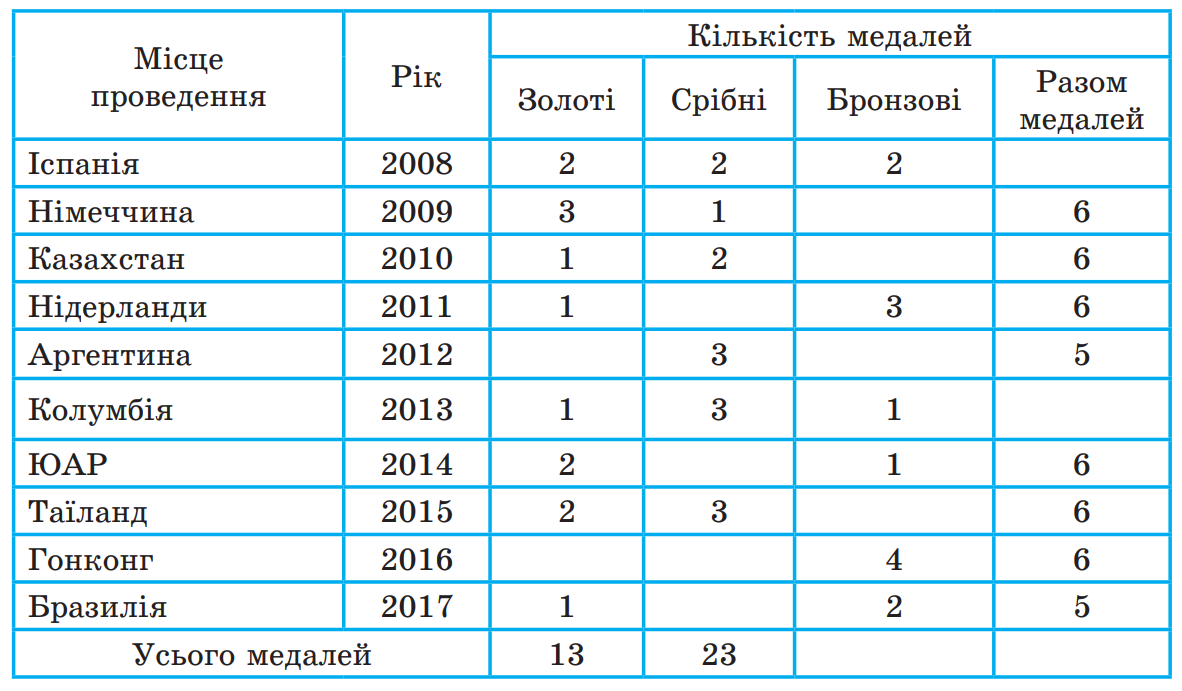 Місце
проведення
Рік
Кількість медалей
Золоті
Срібні
Бронзові
Разом
медалей
Іспанія 2008 2 2 2
Німеччина 2009 3 1 6
Казахстан 2010 1 2 6
Нідерланди 2011 1 3 6
Аргентина 2012 3 5
Колумбія 2013 1 3 1
ЮАР 2014 2 1 6
Таїланд 2015 2 3 6
Гонконг 2016 4 6
Бразилія 2017 1 2 5
Усього медалей 13 23